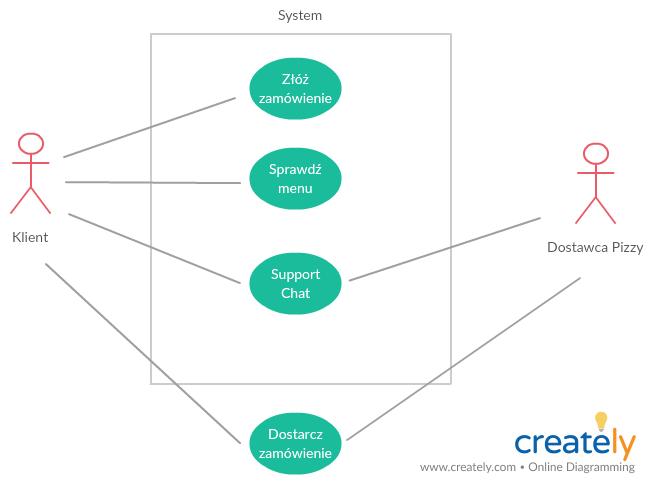 System
Złóż
zamówienie
Sprawdź
menu
Klient
Dostawca Pizzy
Support
Chat
Dostarcz
zamówienie
creately
www.creately.com • Online Diagramming